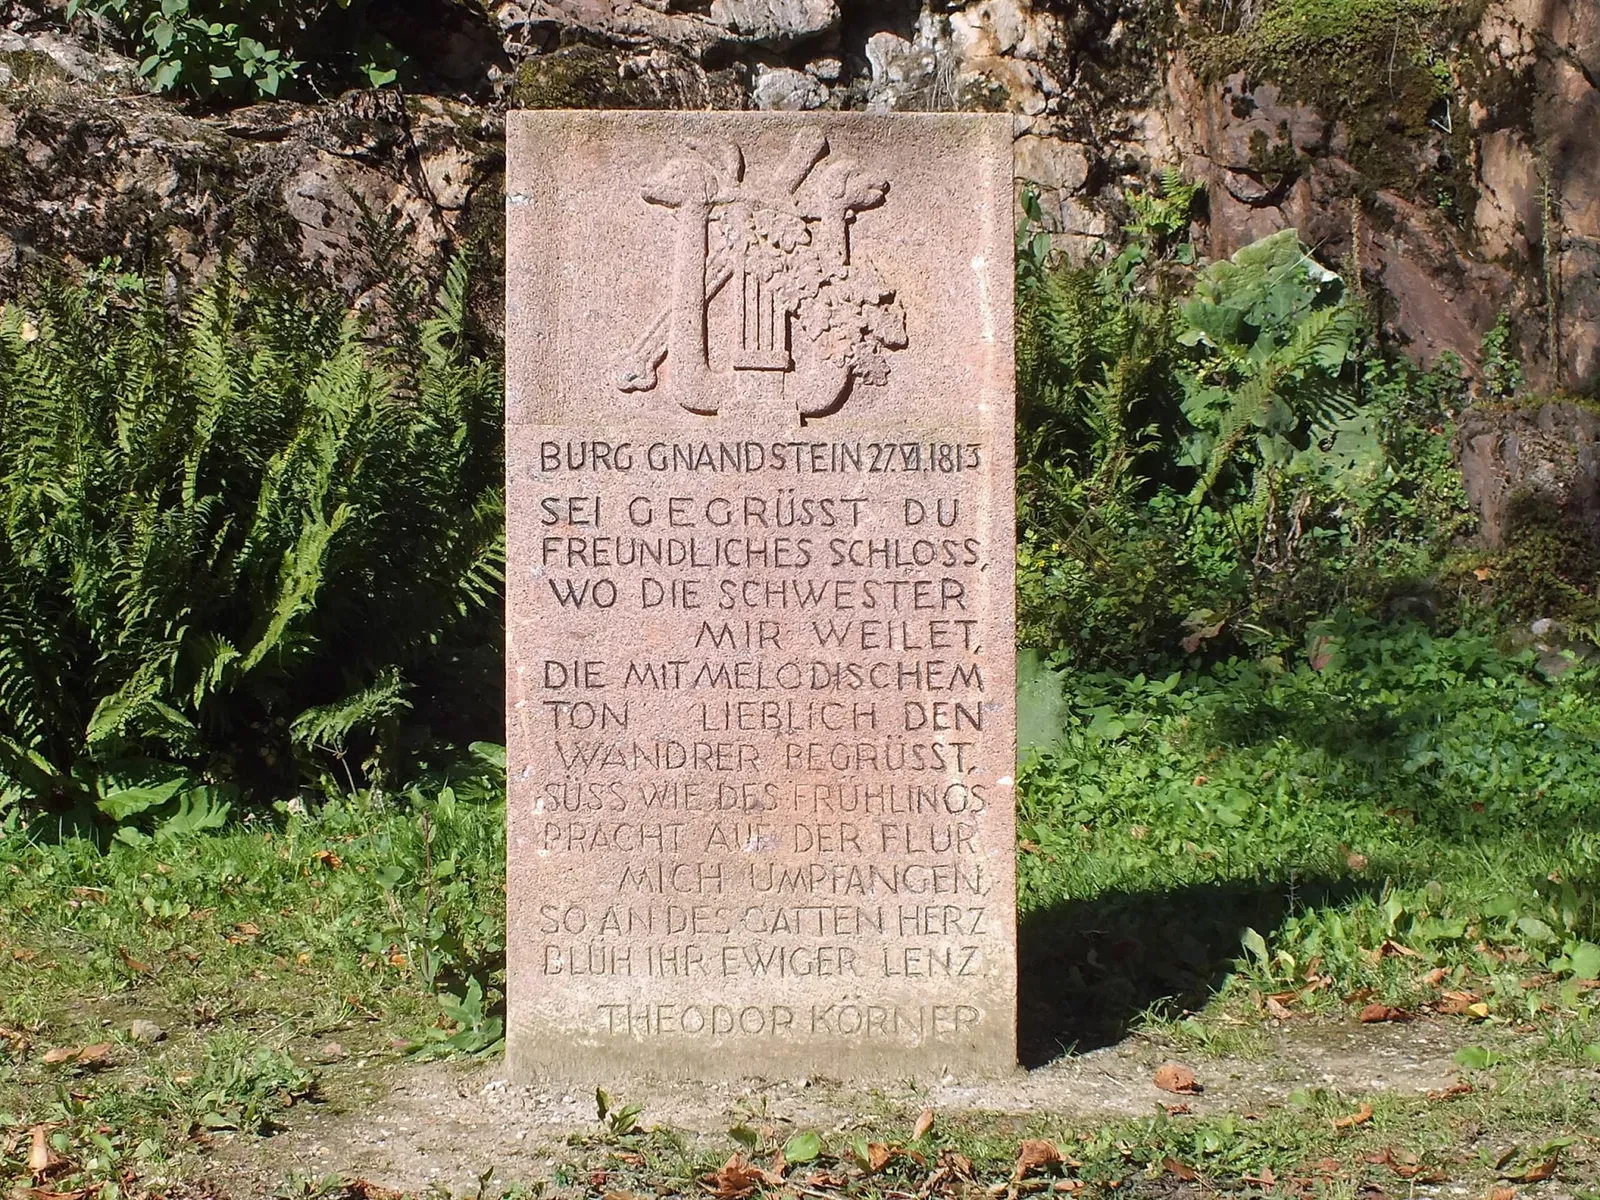 BURG GNANDSTEIN 27.VI.1813
SEI GEGRÜSST DU
FREUNDLICHES SCHLOSS,
WO DIE SCHWESTER
MIR WEILET,
DIE MIT MELODISCHEM
TON LIEBLICH DEN
WANDRER BEGRÜSST,
SÜSS WIE DES FRÜHLINGS
PRACHT AUF DER FLUR
MICH UMPFANGEN,
SO AN DES GATTEN HERZ
BLÜH IHR EWIGER LENZ.
THEODOR KÖRNER